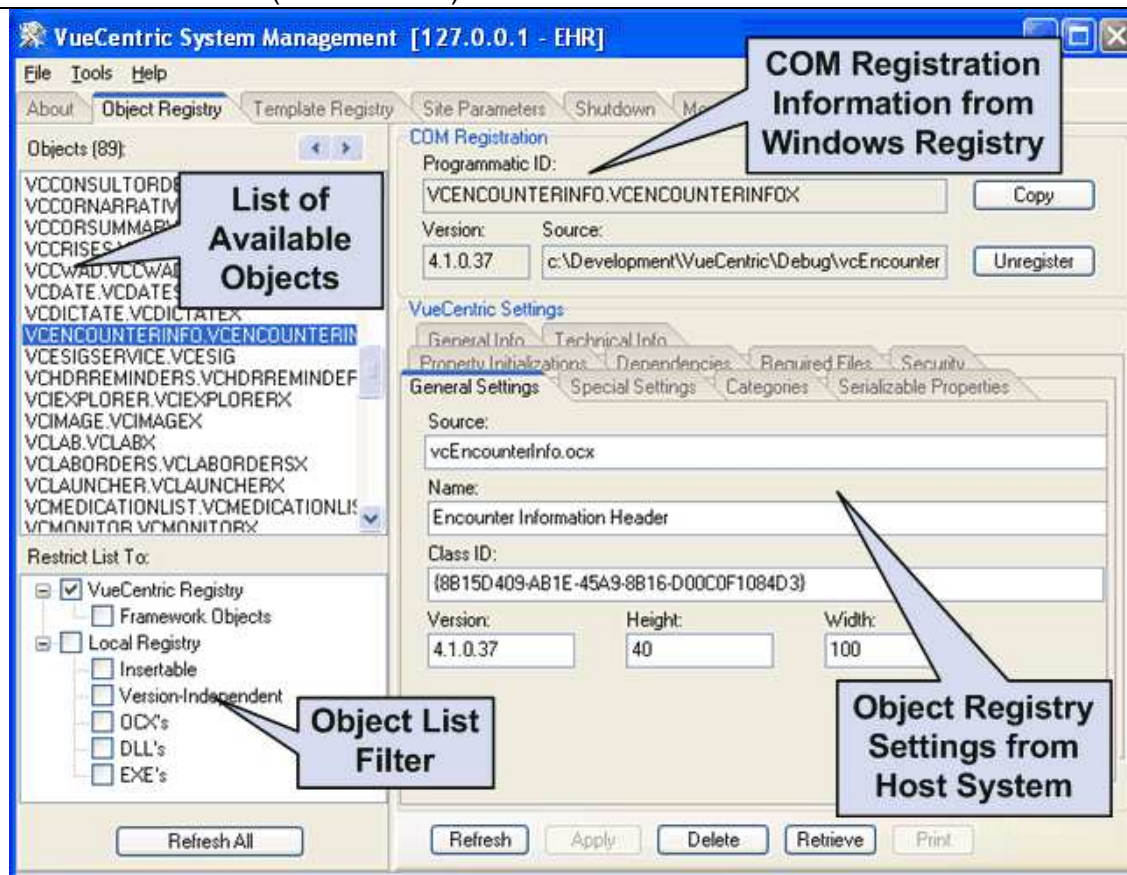 VueCentric System Management [127.0.0.1 - EHR]
File Tools Help
About Object Registry Template Registry Site Parameters Shutdown
COM Registration
Information from
Windows Registry
Objects (89):
VCCRISES
VCCWAD.VCCWAD
VCDICTATE.VCDICTATEX
VCENCOUNTERINFO.VCENCOUNTERIN
VCESIGSERVICE.VCESIG
VCHDRREMINDERS.VCHDRREMINDEF
VCIEXPLORER.VCIEXPLORERX
VCIMAGE.VCIMAGEX
VCLAB.VCLABX
VCLABORDERS.VCLABORDERSX
VCLAUNCHER.VCLAUNCHERX
VCMEDICATIONLIST.VCMEDICATIONLIS
VCMONITOR.VCMONITORX
List of
Available
Objects
Restrict List To:
VueCentric Registry
Framework Objects
Local Registry
Insertable
Version-Independent
OCX's
DLL's
EXE's
Object List
Filter
Refresh All
COM Registration
Programmatic ID:
VCENCOUNTERINFO.VCENCOUNTERINFOX
Copy
Version: Source:
4.1.0.37 c:\Development\VueCentric\Debug\vcEncounter
Unregister
VueCentric Settings
General Info Technical Info
Property Initializations Dependencies Required Files Security
General Settings Special Settings Categories Serializable Properties
Source:
vcEncounterInfo.ocx
Name:
Encounter Information Header
Class ID:
{8B15D409-AB1E-45A9-8B16-D00C0F1084D3}
Version: Height: Width:
4.1.0.37 40 100
Object Registry
Settings from
Host System
Refresh Apply Delete Retrieve Print